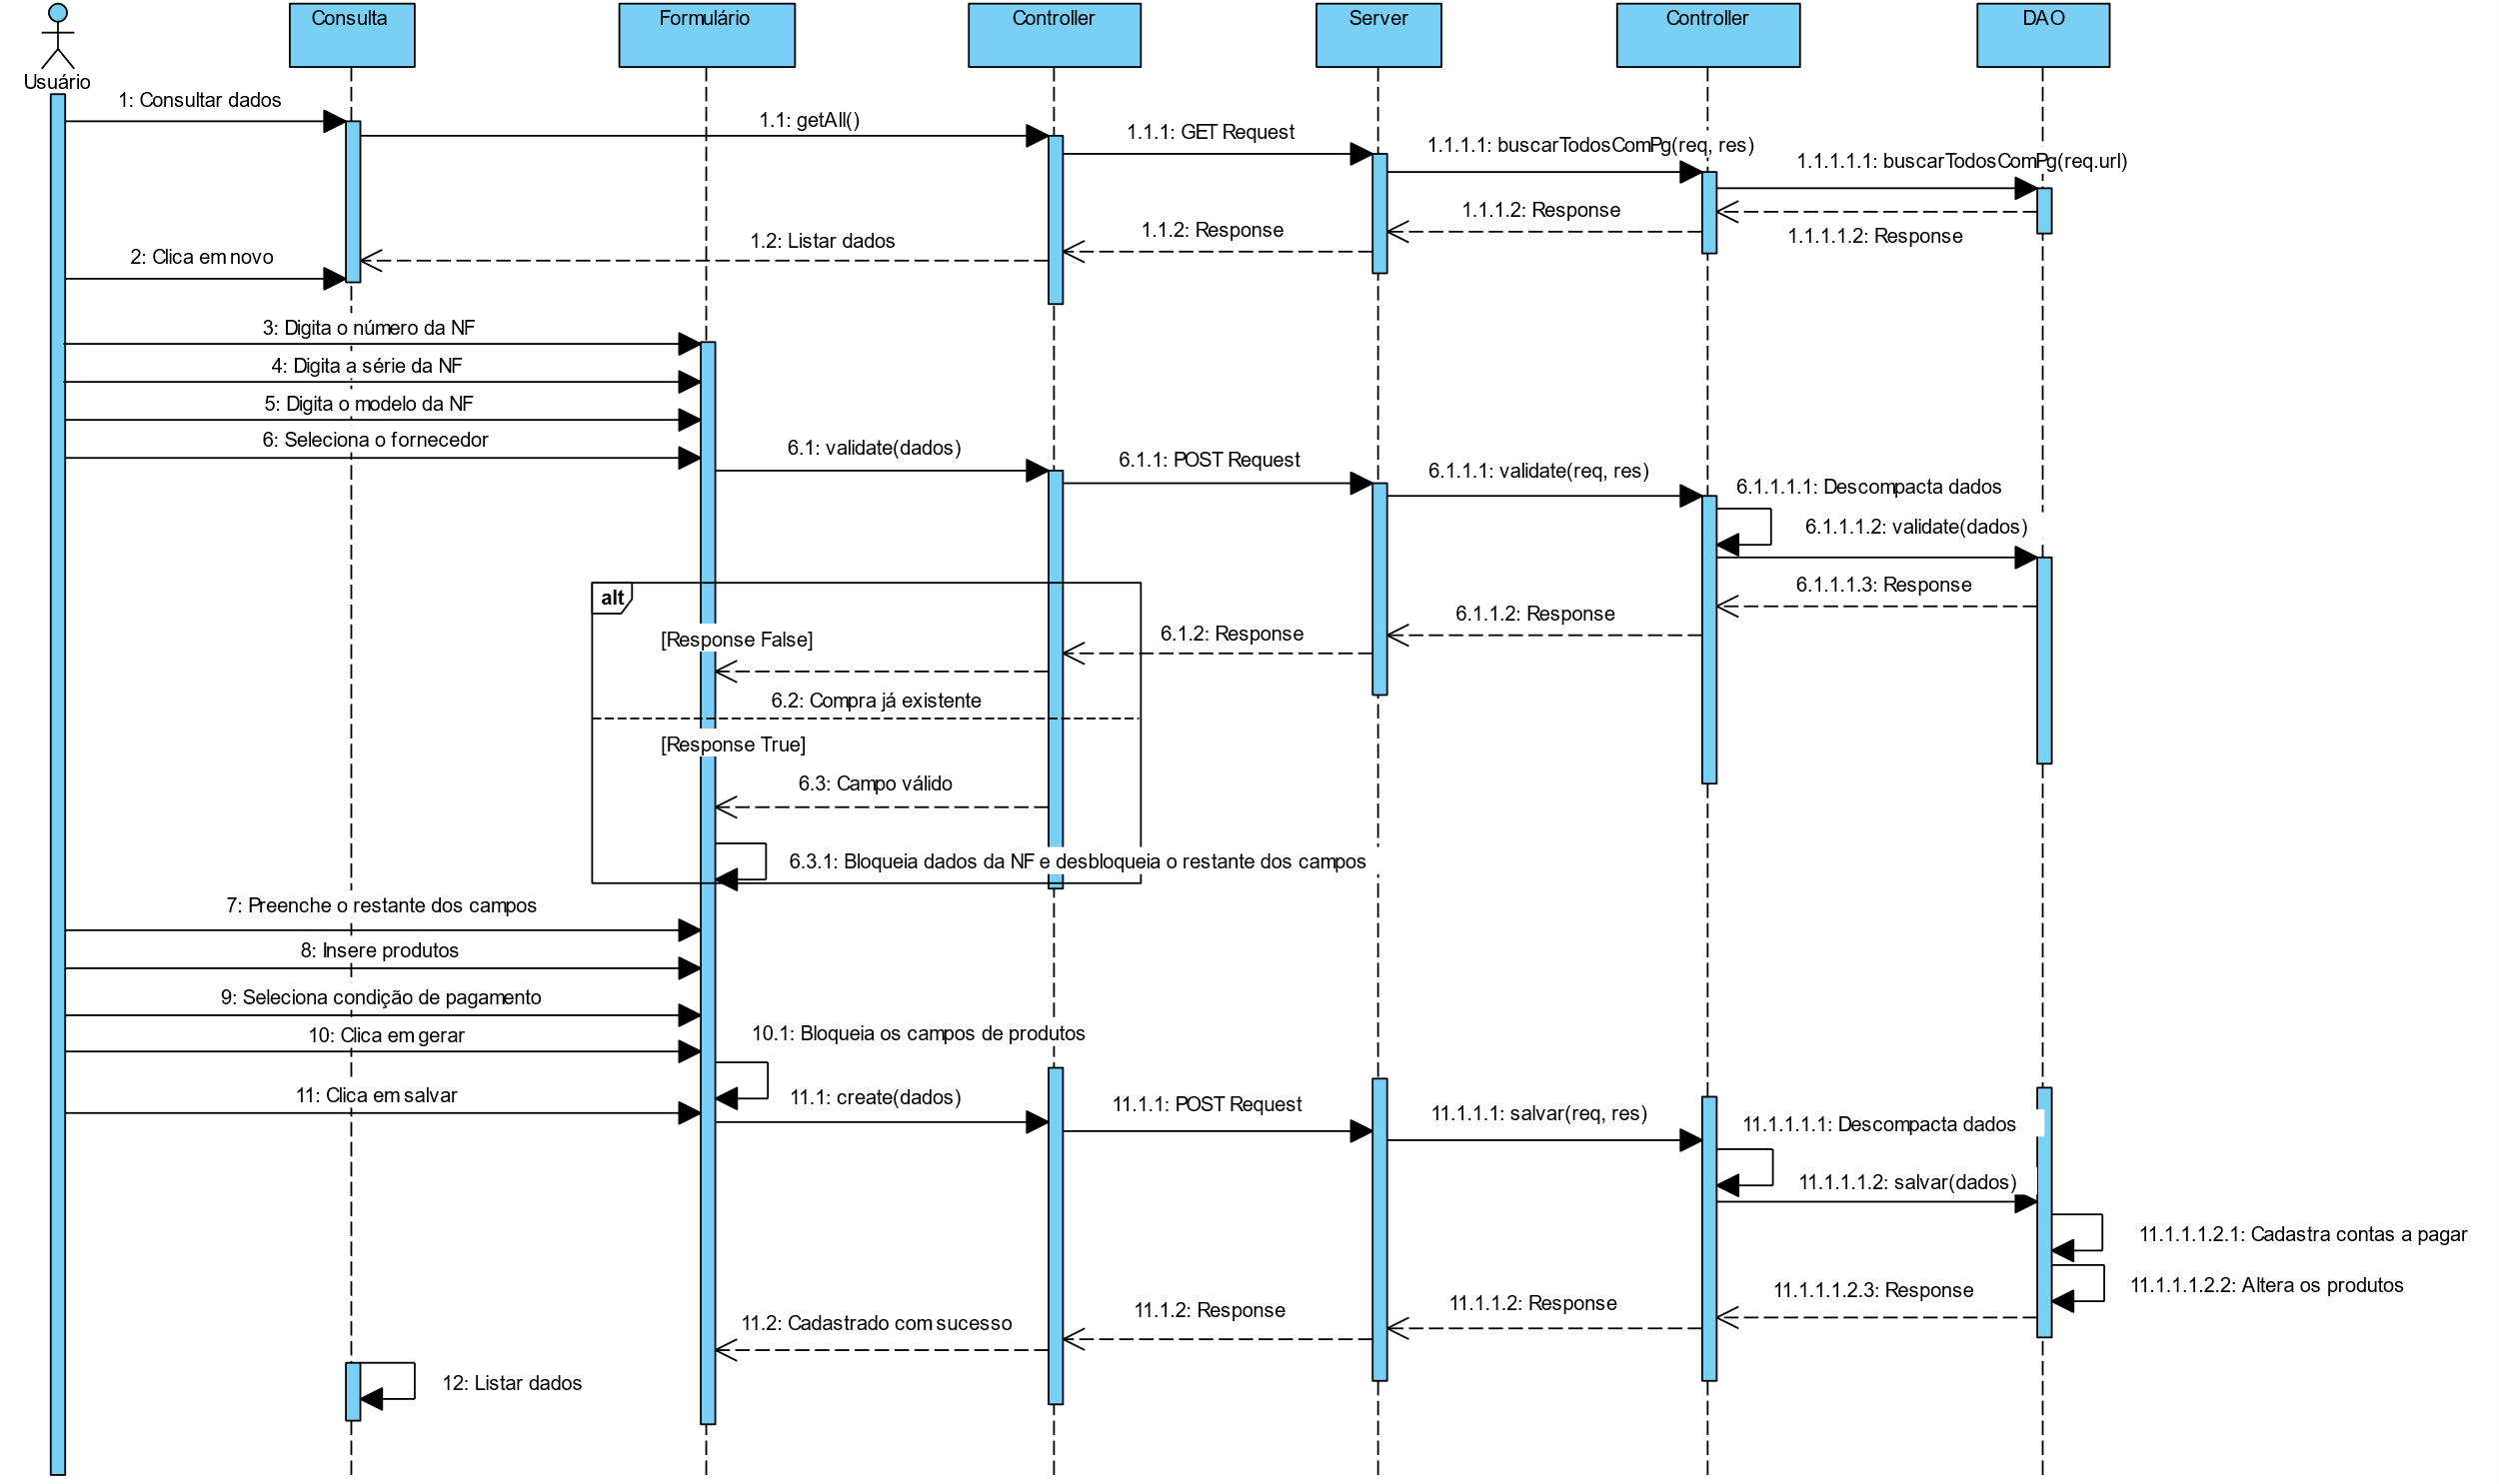 Usuário
Consulta
Formulário
Controller
Server
Controller
DAO
1: Consultar dados
1.1: getAll()
1.1.1: GET Request
1.1.1.1: buscarTodosComPg(req, res)
1.1.1.1.1: buscarTodosComPg(req.url)
1.1.1.1.2: Response
1.1.1.2: Response
1.1.2: Response
1.2: Listar dados
2: Clica em novo
3: Digita o número da NF
4: Digita a série da NF
5: Digita o modelo da NF
6: Seleciona o fornecedor
6.1: validate(dados)
6.1.1: POST Request
6.1.1.1: validate(req, res)
6.1.1.1.1: Descompacta dados
6.1.1.1.2: validate(dados)
6.1.1.1.3: Response
6.1.1.2: Response
6.1.2: Response
alt
[Response False]
6.2: Compra já existente
[Response True]
6.3: Campo válido
6.3.1: Bloqueia dados da NF e desbloqueia o restante dos campos
7: Preenche o restante dos campos
8: Insere produtos
9: Seleciona condição de pagamento
10: Clica em gerar
10.1: Bloqueia os campos de produtos
11: Clica em salvar
11.1: create(dados)
11.1.1: POST Request
11.1.1.1: salvar(req, res)
11.1.1.1.1: Descompacta dados
11.1.1.1.2: salvar(dados)
11.1.1.1.2.1: Cadastra contas a pagar
11.1.1.1.2.2: Altera os produtos
11.1.1.1.2.3: Response
11.1.1.2: Response
11.1.2: Response
11.2: Cadastrado com sucesso
12: Listar dados